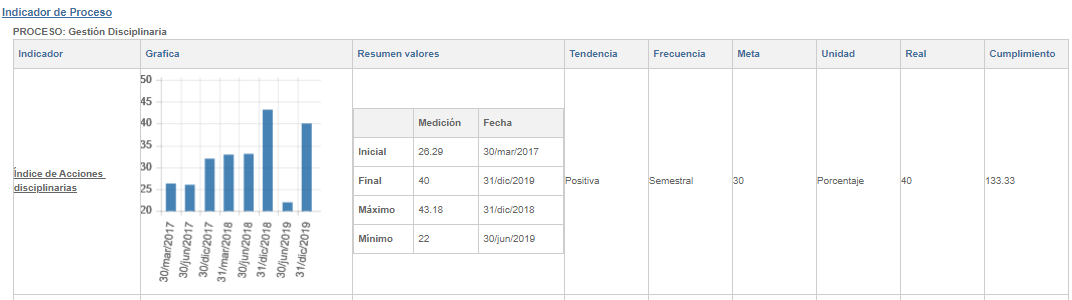 Indicador de Proceso
PROCESO: Gestión Disciplinaria
Indicador Grafica Resumen valores Tendencia Frecuencia Meta Unidad Real Cumplimiento
Índice de Acciones
disciplinarias
50
45
40
35
30
25
20
30/mar/2017
30/jun/2017
30/dic/2017
31/mar/2018
30/jun/2018
31/dic/2018
30/jun/2019
31/dic/2019
Medición Fecha
Inicial 26.29 30/mar/2017
Final 40 31/dic/2019
Máximo 43.18 31/dic/2018
Mínimo 22 30/jun/2019
Positiva Semestral 30 Porcentaje 40 133.33